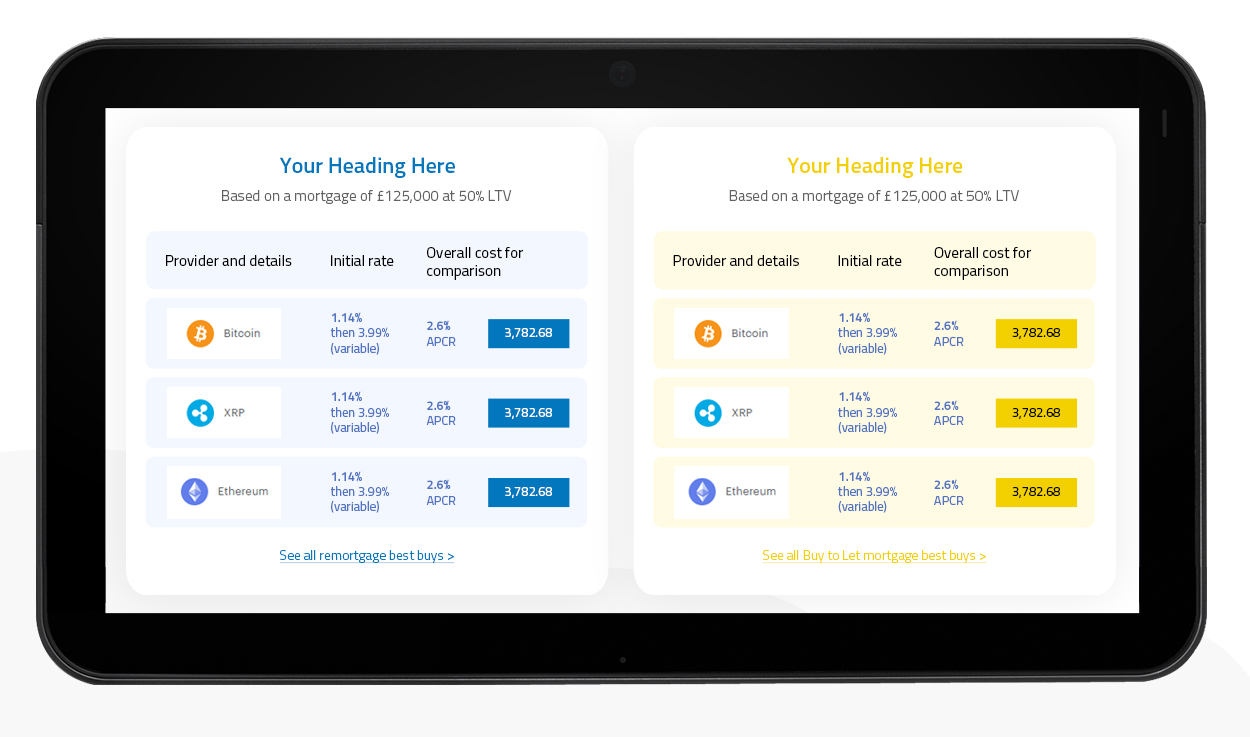 Your Heading Here
Based on a mortgage of £125,000 at 50% LTV
Provider and details
Initial rate
Overall cost for
comparison
Bitcoin
1.14%
then 3.99%
(variable)
2.6%
APCR
3,782.68
XRP
1.14%
then 3.99%
(variable)
2.6%
APCR
3,782.68
Ethereum
1.14%
then 3.99%
(variable)
2.6%
APCR
3,782.68
See all remortgage best buys >
Your Heading Here
Based on a mortgage of £125,000 at 50% LTV
Provider and details
Initial rate
Overall cost for
comparison
Bitcoin
1.14%
then 3.99%
(variable)
2.6%
APCR
3,782.68
XRP
1.14%
then 3.99%
(variable)
2.6%
APCR
3,782.68
Ethereum
1.14%
then 3.99%
(variable)
2.6%
APCR
3,782.68
See all Buy to Let mortgage best buys >